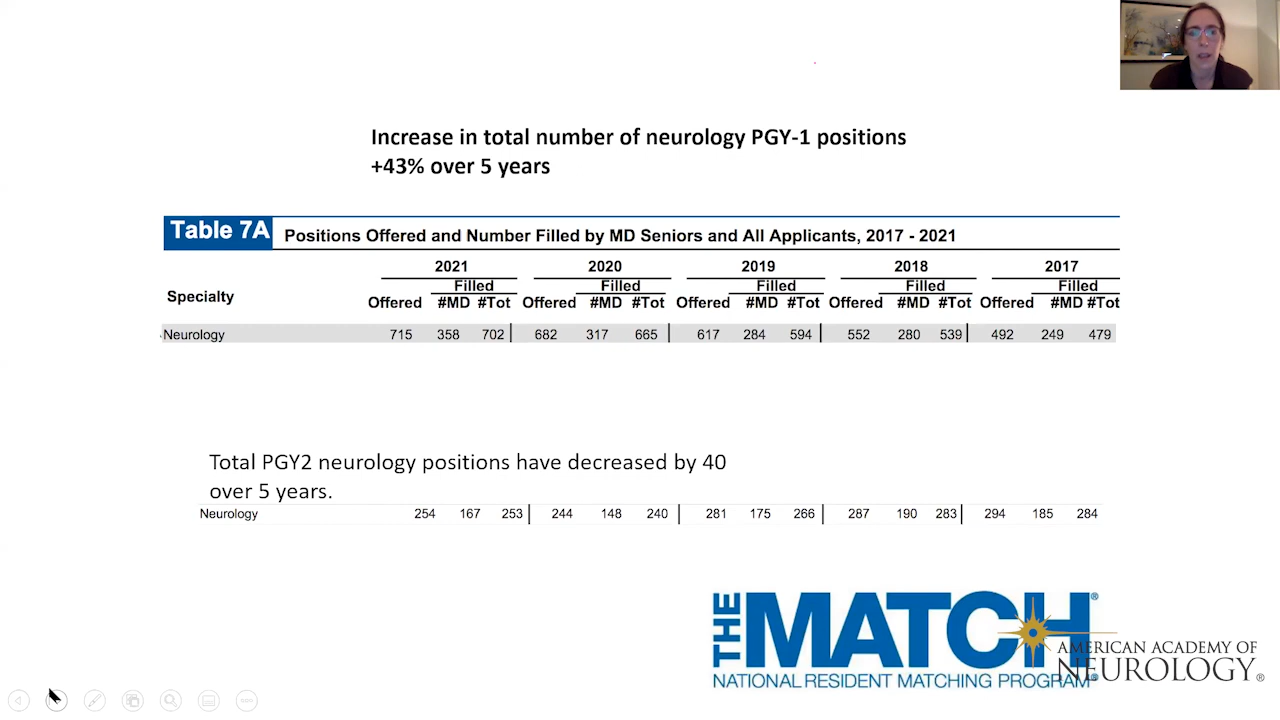 Increase in total number of neurology PGY-1 positions
+43% over 5 years
Table 7A Positions Offered and Number Filled by MD Seniors and All Applicants, 2017 - 2021
2021 2020 2019 2018 2017
Filled Filled Filled Filled Filled
Specialty
Offered #MD #Tot Offered #MD #Tot Offered #MD #Tot Offered #MD #Tot Offered #MD #Tot
Neurology 715 358 702 682 317 665 617 284 594 552 280 539 492 249 479
Total PGY2 neurology positions have decreased by 40
over 5 years.
Neurology 254 167 253 244 148 240 281 175 266 287 190 283 294 185 284
THE MATCH®
NATIONAL RESIDENT MATCHING PROGRAM®
AMERICAN ACADEMY OF
NEUROLOGY®